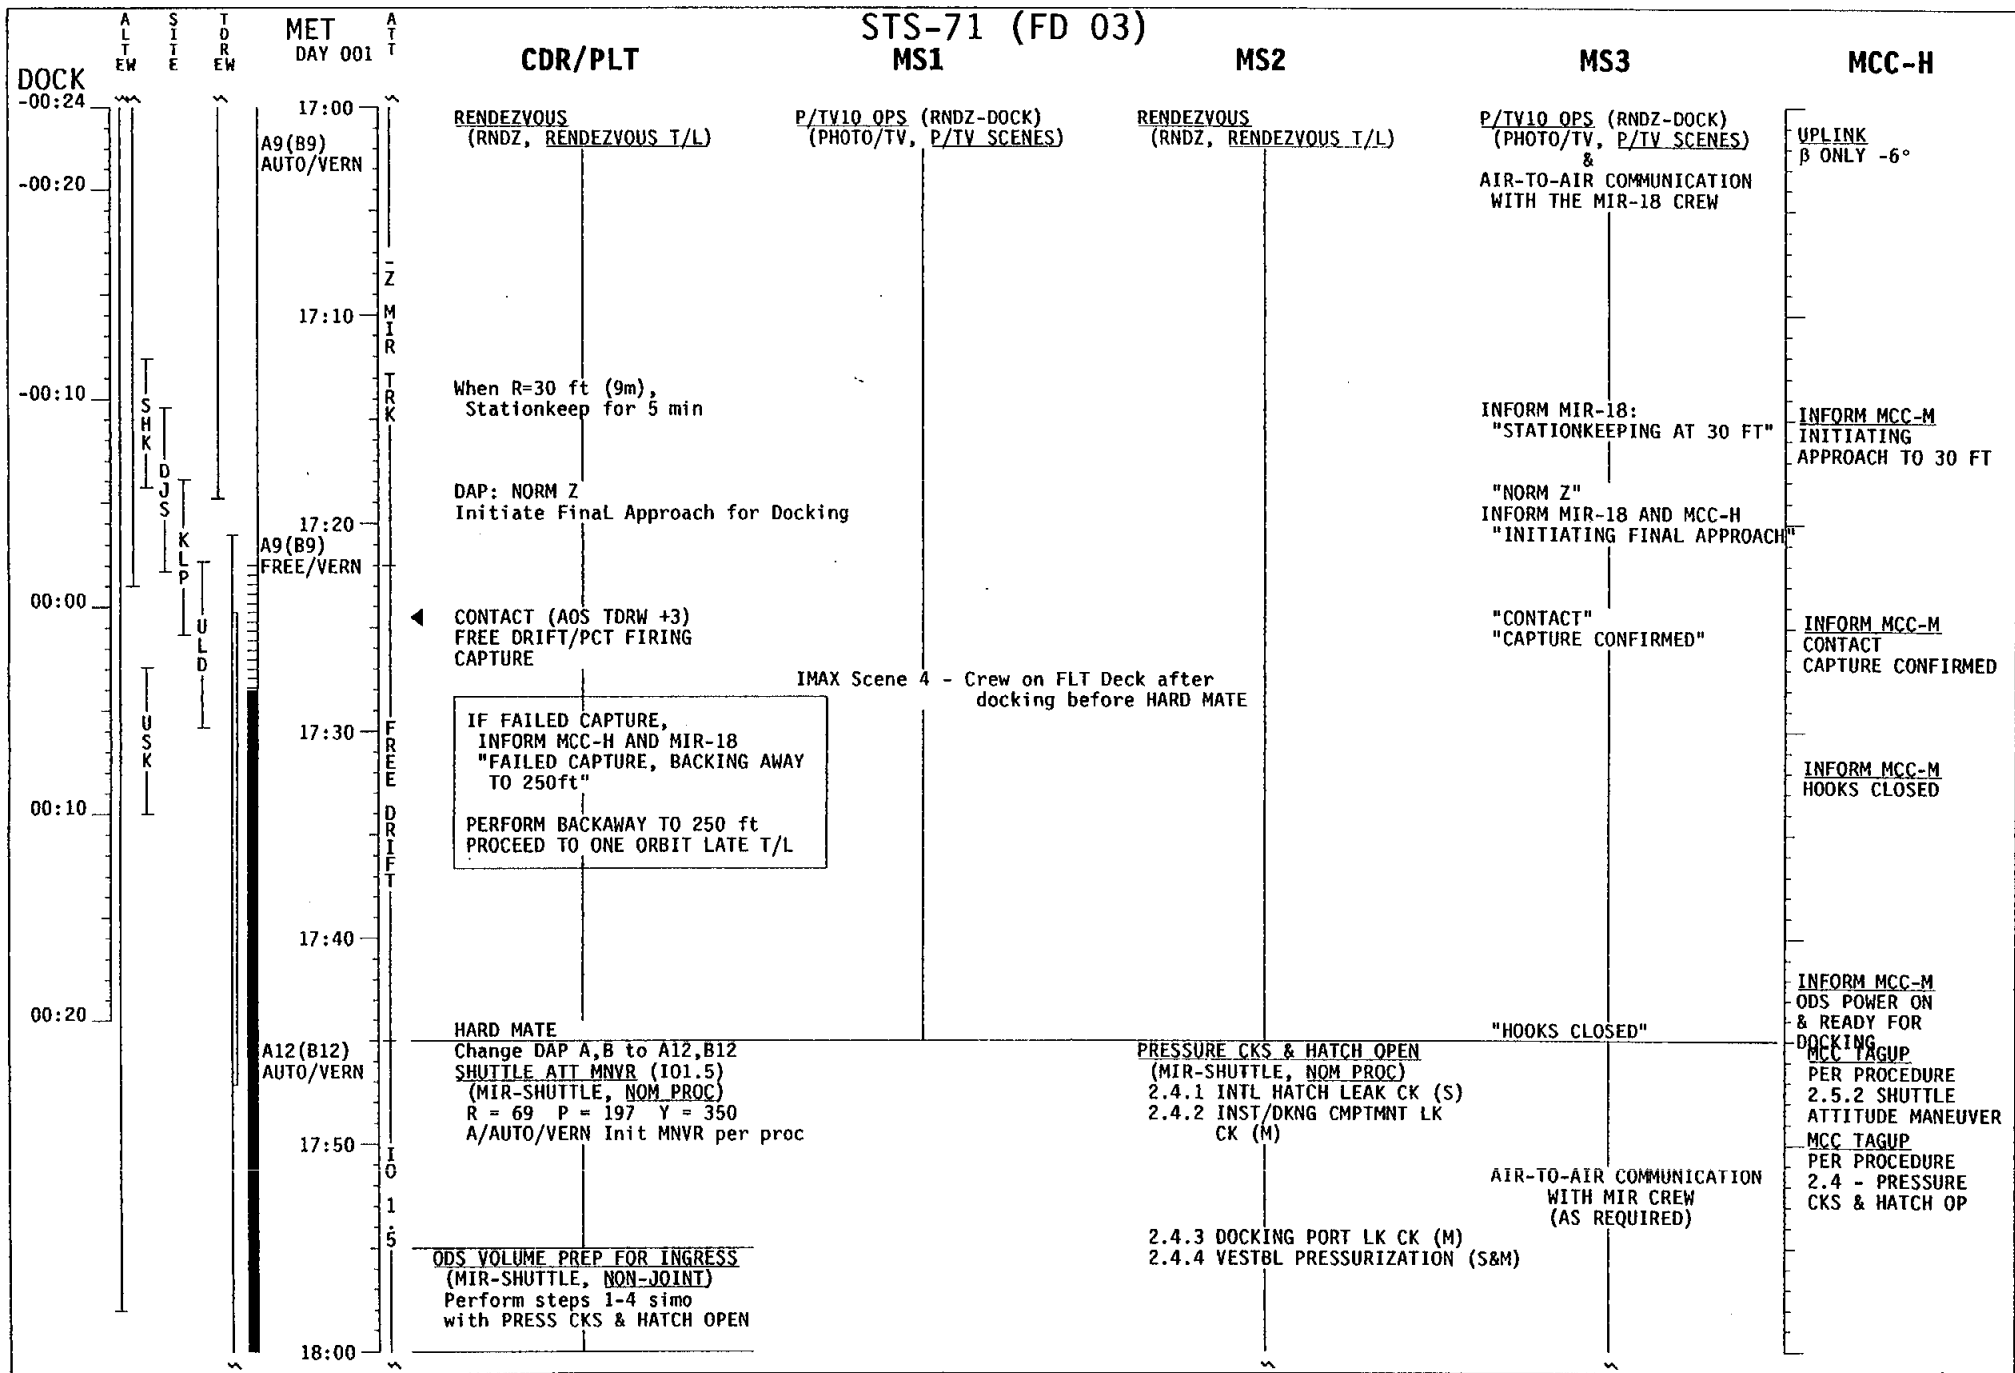 STS-71 (FD 03)
ALT
EW
SITE
TDR
EW
MET
DAY 001
ATT
CDR/PLT
MS1
MS2
MS3
MCC-H
DOCK
-00:24
-00:20
-00:10
00:00
00:10
00:20
SHK
DJS
KLP
ULD
USK
A9(B9)
AUTO/VERN
A9(B9)
FREE/VERN
A12(B12)
AUTO/VERN
17:00
17:10
17:20
17:30
17:40
17:50
18:00
-Z MIR TRK
FREE DRIFT
IO 1.5
RENDEZVOUS
(RNDZ, RENDEZVOUS T/L)
When R=30 ft (9m),
Stationkeep for 5 min
DAP: NORM Z
Initiate FinaL Approach for Docking
◄ CONTACT (AOS TDRW +3)
FREE DRIFT/PCT FIRING
CAPTURE
IF FAILED CAPTURE,
INFORM MCC-H AND MIR-18
"FAILED CAPTURE, BACKING AWAY
TO 250ft"
PERFORM BACKAWAY TO 250 ft
PROCEED TO ONE ORBIT LATE T/L
HARD MATE
Change DAP A,B to A12,B12
SHUTTLE ATT MNVR (IO1.5)
(MIR-SHUTTLE, NOM PROC)
R = 69 P = 197 Y = 350
A/AUTO/VERN Init MNVR per proc
ODS VOLUME PREP FOR INGRESS
(MIR-SHUTTLE, NON-JOINT)
Perform steps 1-4 simo
with PRESS CKS & HATCH OPEN
P/TV10 OPS (RNDZ-DOCK)
(PHOTO/TV, P/TV SCENES)
IMAX Scene 4 - Crew on FLT Deck after
docking before HARD MATE
RENDEZVOUS
(RNDZ, RENDEZVOUS T/L)
PRESSURE CKS & HATCH OPEN
(MIR-SHUTTLE, NOM PROC)
2.4.1 INTL HATCH LEAK CK (S)
2.4.2 INST/DKNG CMPTMNT LK
CK (M)
2.4.3 DOCKING PORT LK CK (M)
2.4.4 VESTBL PRESSURIZATION (S&M)
P/TV10 OPS (RNDZ-DOCK)
(PHOTO/TV, P/TV SCENES)
&
AIR-TO-AIR COMMUNICATION
WITH THE MIR-18 CREW
INFORM MIR-18:
"STATIONKEEPING AT 30 FT"
"NORM Z"
INFORM MIR-18 AND MCC-H
"INITIATING FINAL APPROACH"
"CONTACT"
"CAPTURE CONFIRMED"
"HOOKS CLOSED"
AIR-TO-AIR COMMUNICATION
WITH MIR CREW
(AS REQUIRED)
UPLINK
β ONLY -6°
INFORM MCC-M
INITIATING
APPROACH TO 30 FT
INFORM MCC-M
CONTACT
CAPTURE CONFIRMED
INFORM MCC-M
HOOKS CLOSED
INFORM MCC-M
ODS POWER ON
& READY FOR
DOCKING
MCC TAGUP
PER PROCEDURE
2.5.2 SHUTTLE
ATTITUDE MANEUVER
MCC TAGUP
PER PROCEDURE
2.4 - PRESSURE
CKS & HATCH OP